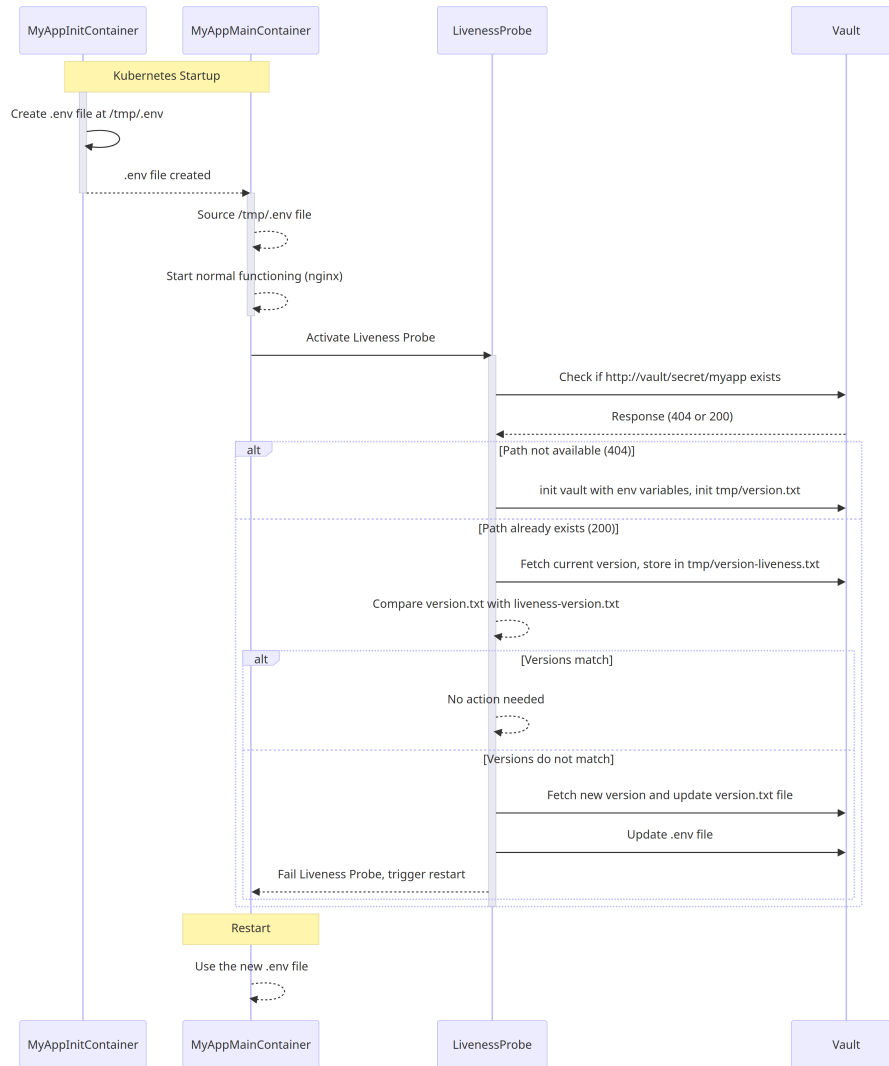 MyAppInitContainer
MyAppMainContainer
LivenessProbe
Vault
Kubernetes Startup
Create .env file at /tmp/.env
.env file created
Source /tmp/.env file
Start normal functioning (nginx)
Activate Liveness Probe
Check if http://vault/secret/myapp exists
Response (404 or 200)
alt
[Path not available (404)]
init vault with env variables, init tmp/version.txt
[Path already exists (200)]
Fetch current version, store in tmp/version-liveness.txt
Compare version.txt with liveness-version.txt
alt
[Versions match]
No action needed
[Versions do not match]
Fetch new version and update version.txt file
Update .env file
Fail Liveness Probe, trigger restart
Restart
Use the new .env file
MyAppInitContainer
MyAppMainContainer
LivenessProbe
Vault